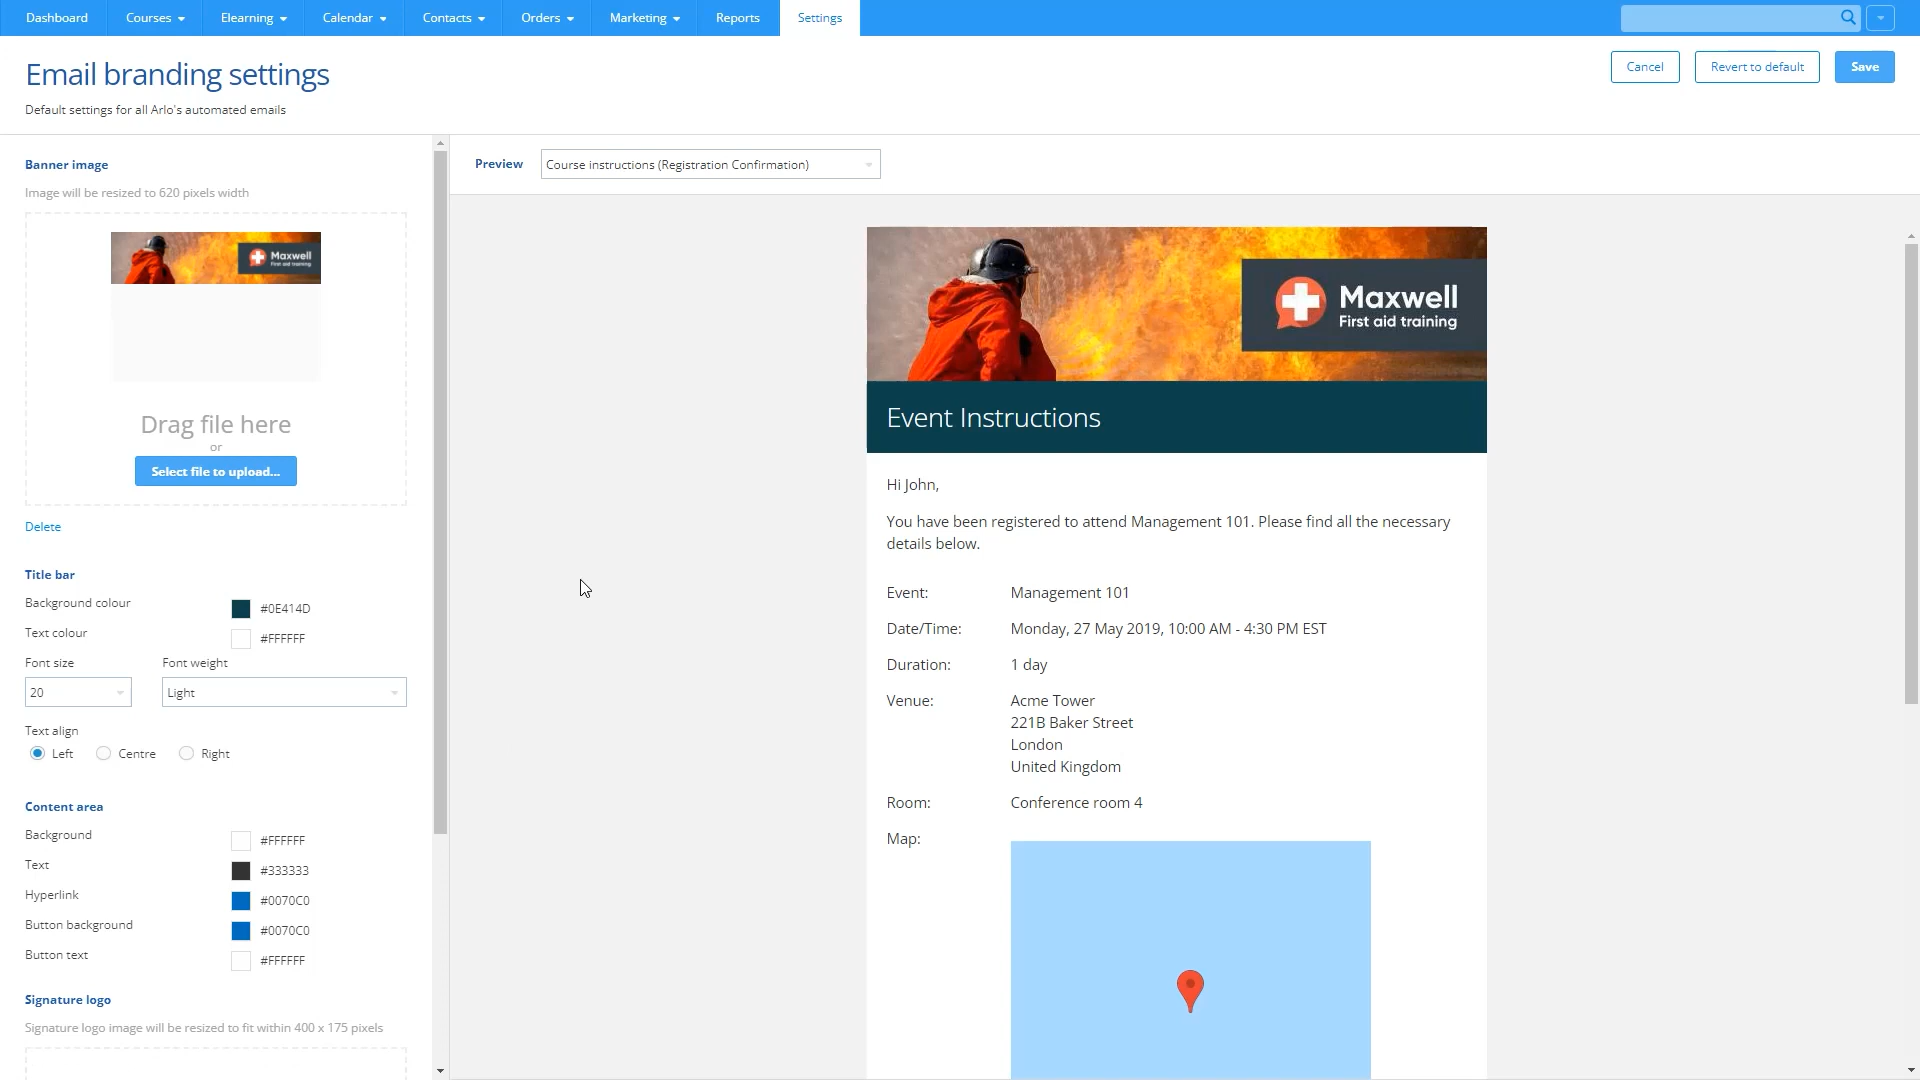 Dashboard
Courses
Elearning
Calendar
Contacts
Orders
Marketing
Reports
Settings
Email branding settings
Default settings for all Arlo's automated emails
Cancel
Revert to default
Save
Banner image
Image will be resized to 620 pixels width
Maxwell
First aid training
Drag file here
or
Select file to upload...
Delete
Title bar
Background colour
#0E414D
Text colour
#FFFFFF
Font size
Font weight
20
Light
Text align
Left
Centre
Right
Content area
Background
#FFFFFF
Text
#333333
Hyperlink
#0070C0
Button background
#0070C0
Button text
#FFFFFF
Signature logo
Signature logo image will be resized to fit within 400 x 175 pixels
Preview
Course instructions (Registration Confirmation)
Maxwell
First aid training
Event Instructions
Hi John,
You have been registered to attend Management 101. Please find all the necessary
details below.
Event: Management 101
Date/Time: Monday, 27 May 2019, 10:00 AM - 4:30 PM EST
Duration: 1 day
Venue: Acme Tower
221B Baker Street
London
United Kingdom
Room: Conference room 4
Map: